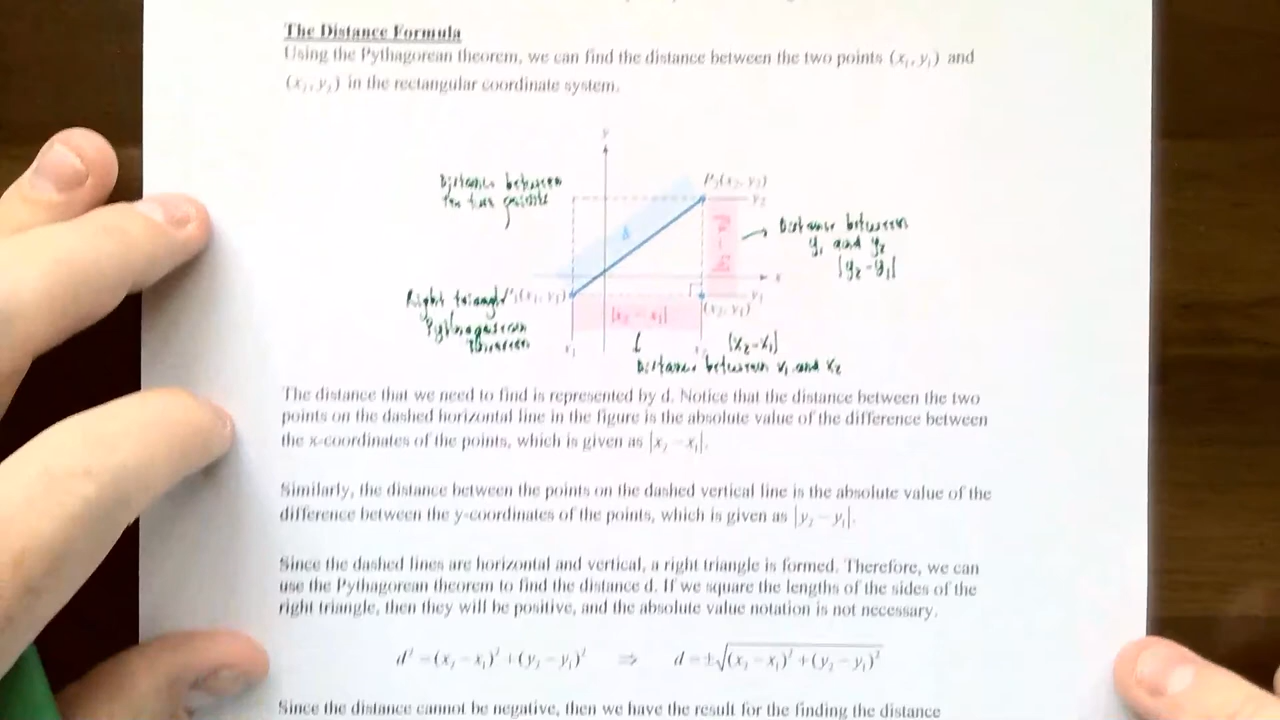 The Distance Formula
Using the Pythagorean theorem, we can find the distance between the two points (x₁, y₁) and
(x₂, y₂) in the rectangular coordinate system.
y
Distance between
the two points
P₂(x₂, y₂)
y₂
d
Distance between
y₁ and y₂
|y₂ - y₁|
x
Right triangle
(x₁, y₁)
y₁
|x₂ - x₁|
(x₂, y₁)
Pythagorean
theorem
x₁
|x₂ - x₁|
Distance between x₁ and x₂
The distance that we need to find is represented by d. Notice that the distance between the two
points on the dashed horizontal line in the figure is the absolute value of the difference between
the x-coordinates of the points, which is given as |x₂ − x₁|.
Similarly, the distance between the points on the dashed vertical line is the absolute value of the
difference between the y-coordinates of the points, which is given as |y₂ − y₁|.
Since the dashed lines are horizontal and vertical, a right triangle is formed. Therefore, we can
use the Pythagorean theorem to find the distance d. If we square the lengths of the sides of the
right triangle, then they will be positive, and the absolute value notation is not necessary.
d² = (x₂ − x₁)² + (y₂ − y₁)² ⇒ d = ±√((x₂ − x₁)² + (y₂ − y₁)²)
Since the distance cannot be negative, then we have the result for the finding the distance